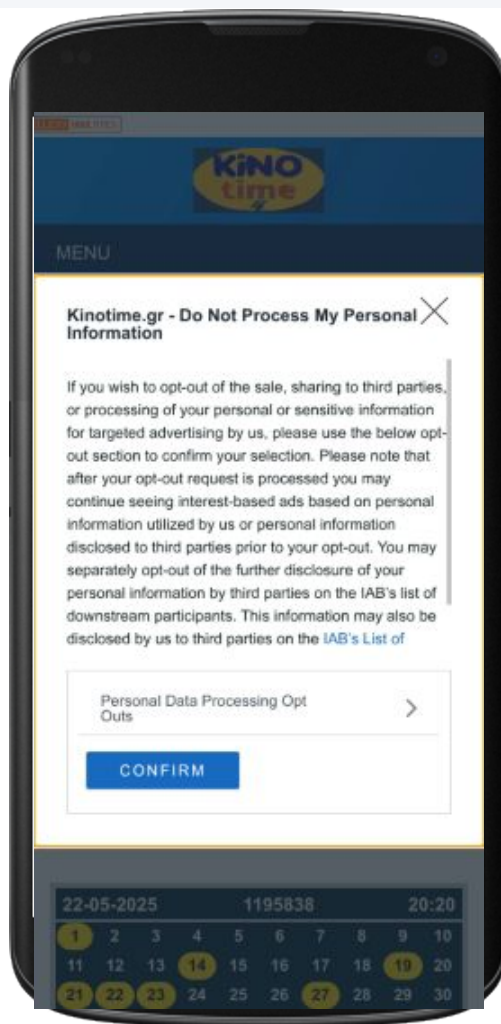 KiNO
time
MENU
Kinotime.gr - Do Not Process My Personal
Information
If you wish to opt-out of the sale, sharing to third parties,
or processing of your personal or sensitive information
for targeted advertising by us, please use the below opt-
out section to confirm your selection. Please note that
after your opt-out request is processed you may
continue seeing interest-based ads based on personal
information utilized by us or personal information
disclosed to third parties prior to your opt-out. You may
separately opt-out of the further disclosure of your
personal information by third parties on the IAB's list of
downstream participants. This information may also be
disclosed by us to third parties on the IAB's List of
Personal Data Processing Opt
Outs
CONFIRM
22-05-2025 1195838 20:20
1 2 3 4 5 6 7 8 9 10
11 12 13 14 15 16 17 18 19 20
21 22 23 24 25 26 27 28 29 30